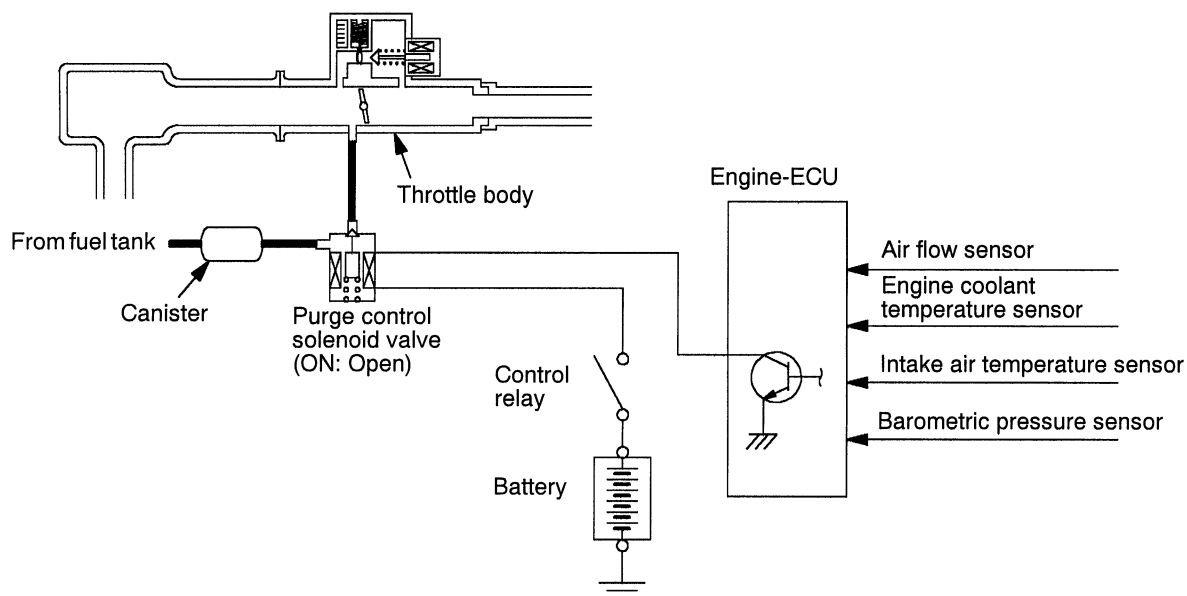 Throttle body
Engine-ECU
From fuel tank
Canister
Purge control
solenoid valve
(ON: Open)
Control
relay
Battery
Air flow sensor
Engine coolant
temperature sensor
Intake air temperature sensor
Barometric pressure sensor